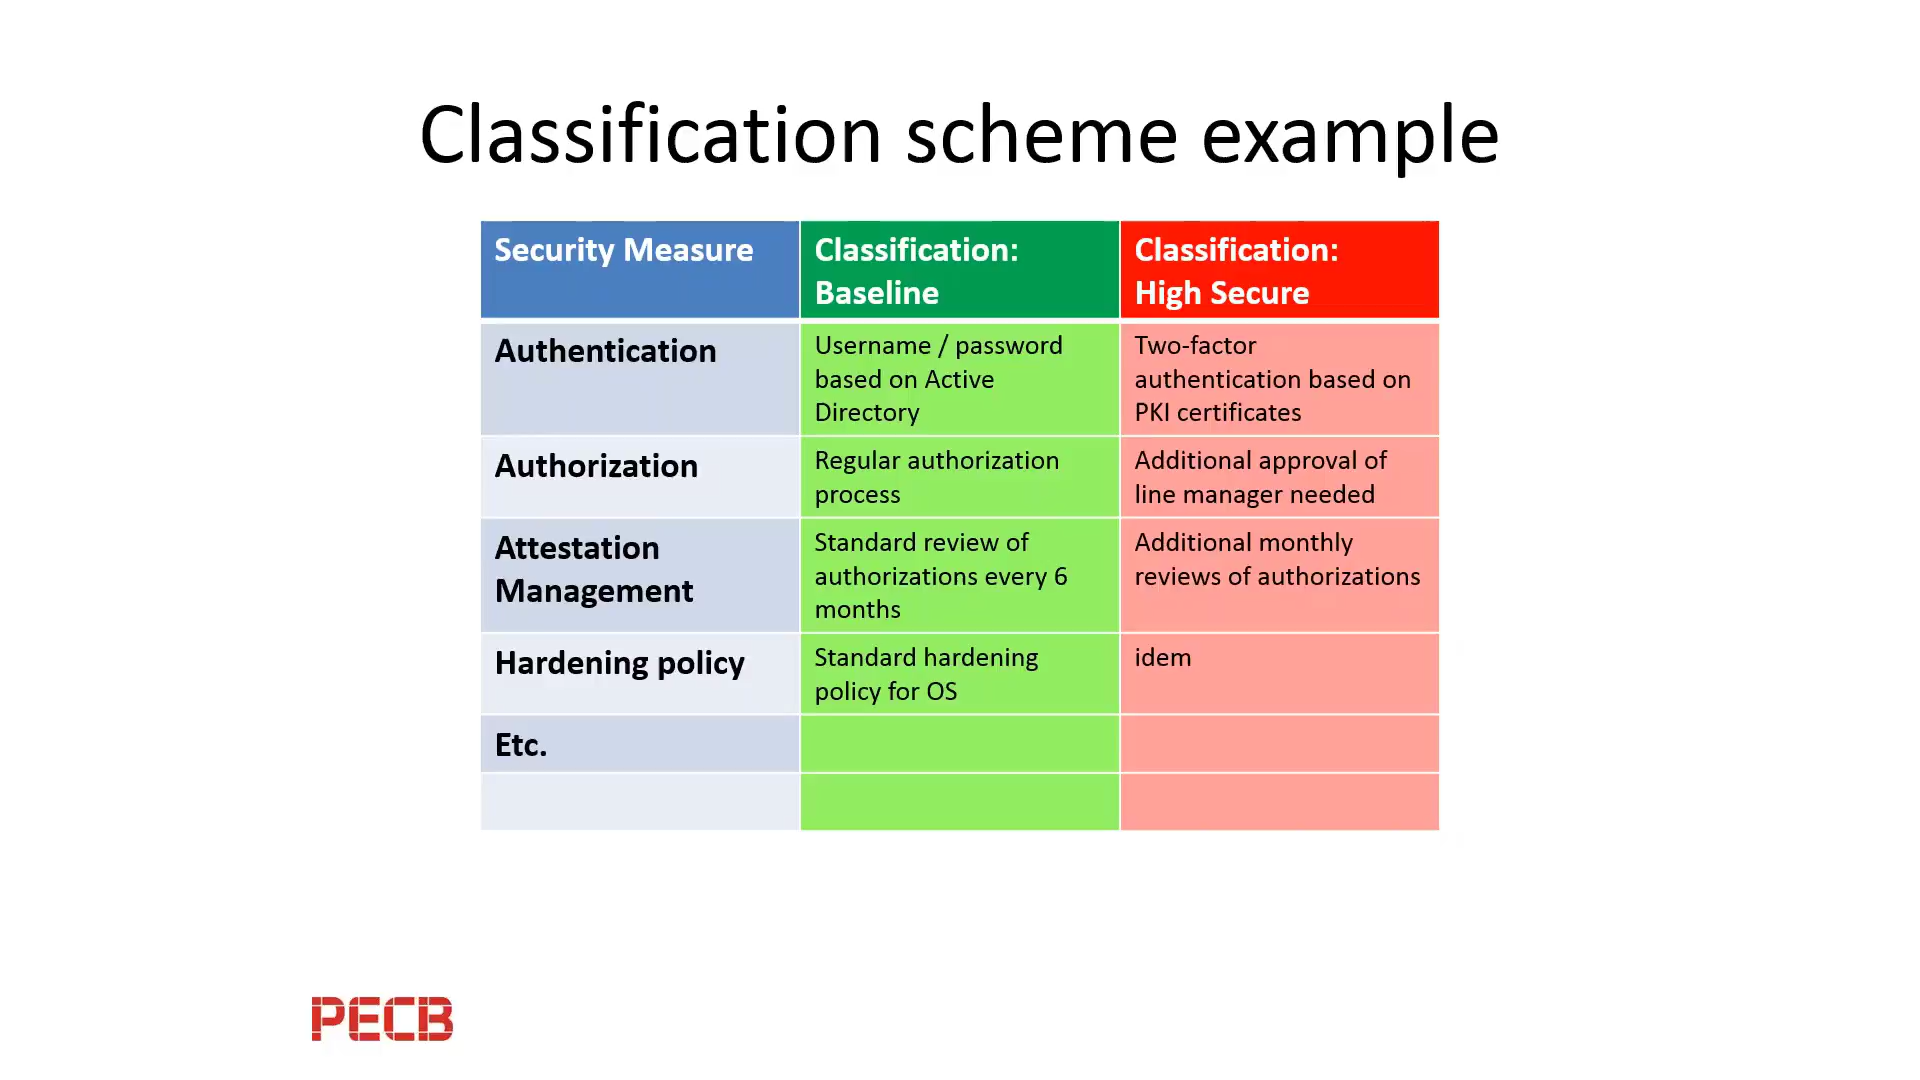 Classification scheme example
Security Measure
Classification:
Baseline
Classification:
High Secure
Authentication
Username / password
based on Active
Directory
Two-factor
authentication based on
PKI certificates
Authorization
Regular authorization
process
Additional approval of
line manager needed
Attestation
Management
Standard review of
authorizations every 6
months
Additional monthly
reviews of authorizations
Hardening policy
Standard hardening
policy for OS
idem
Etc.
PECB